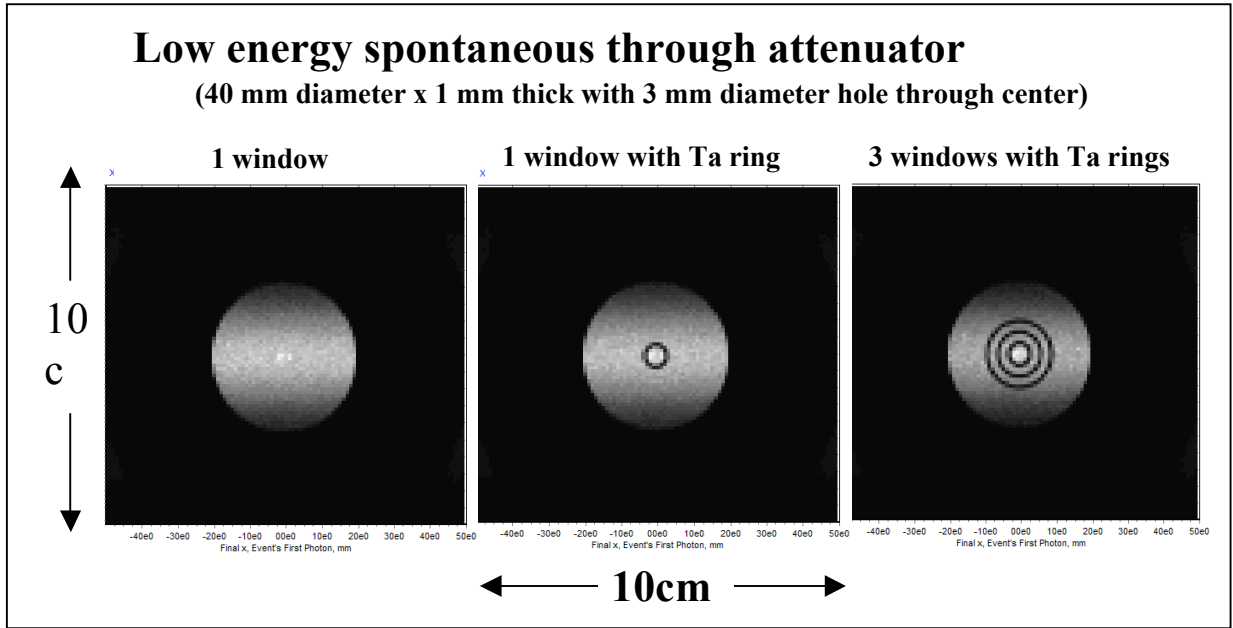 Low energy spontaneous through attenuator
(40 mm diameter x 1 mm thick with 3 mm diameter hole through center)
1 window
1 window with Ta ring
3 windows with Ta rings
x
x
10
c
-40e0 -30e0 -20e0 -10e0 00e0 10e0 20e0 30e0 40e0 50e0
Final x, Event's First Photon, mm
-40e0 -30e0 -20e0 -10e0 00e0 10e0 20e0 30e0 40e0 50e0
Final x, Event's First Photon, mm
-40e0 -30e0 -20e0 -10e0 00e0 10e0 20e0 30e0 40e0 50e0
Final x, Event's First Photon, mm
10cm